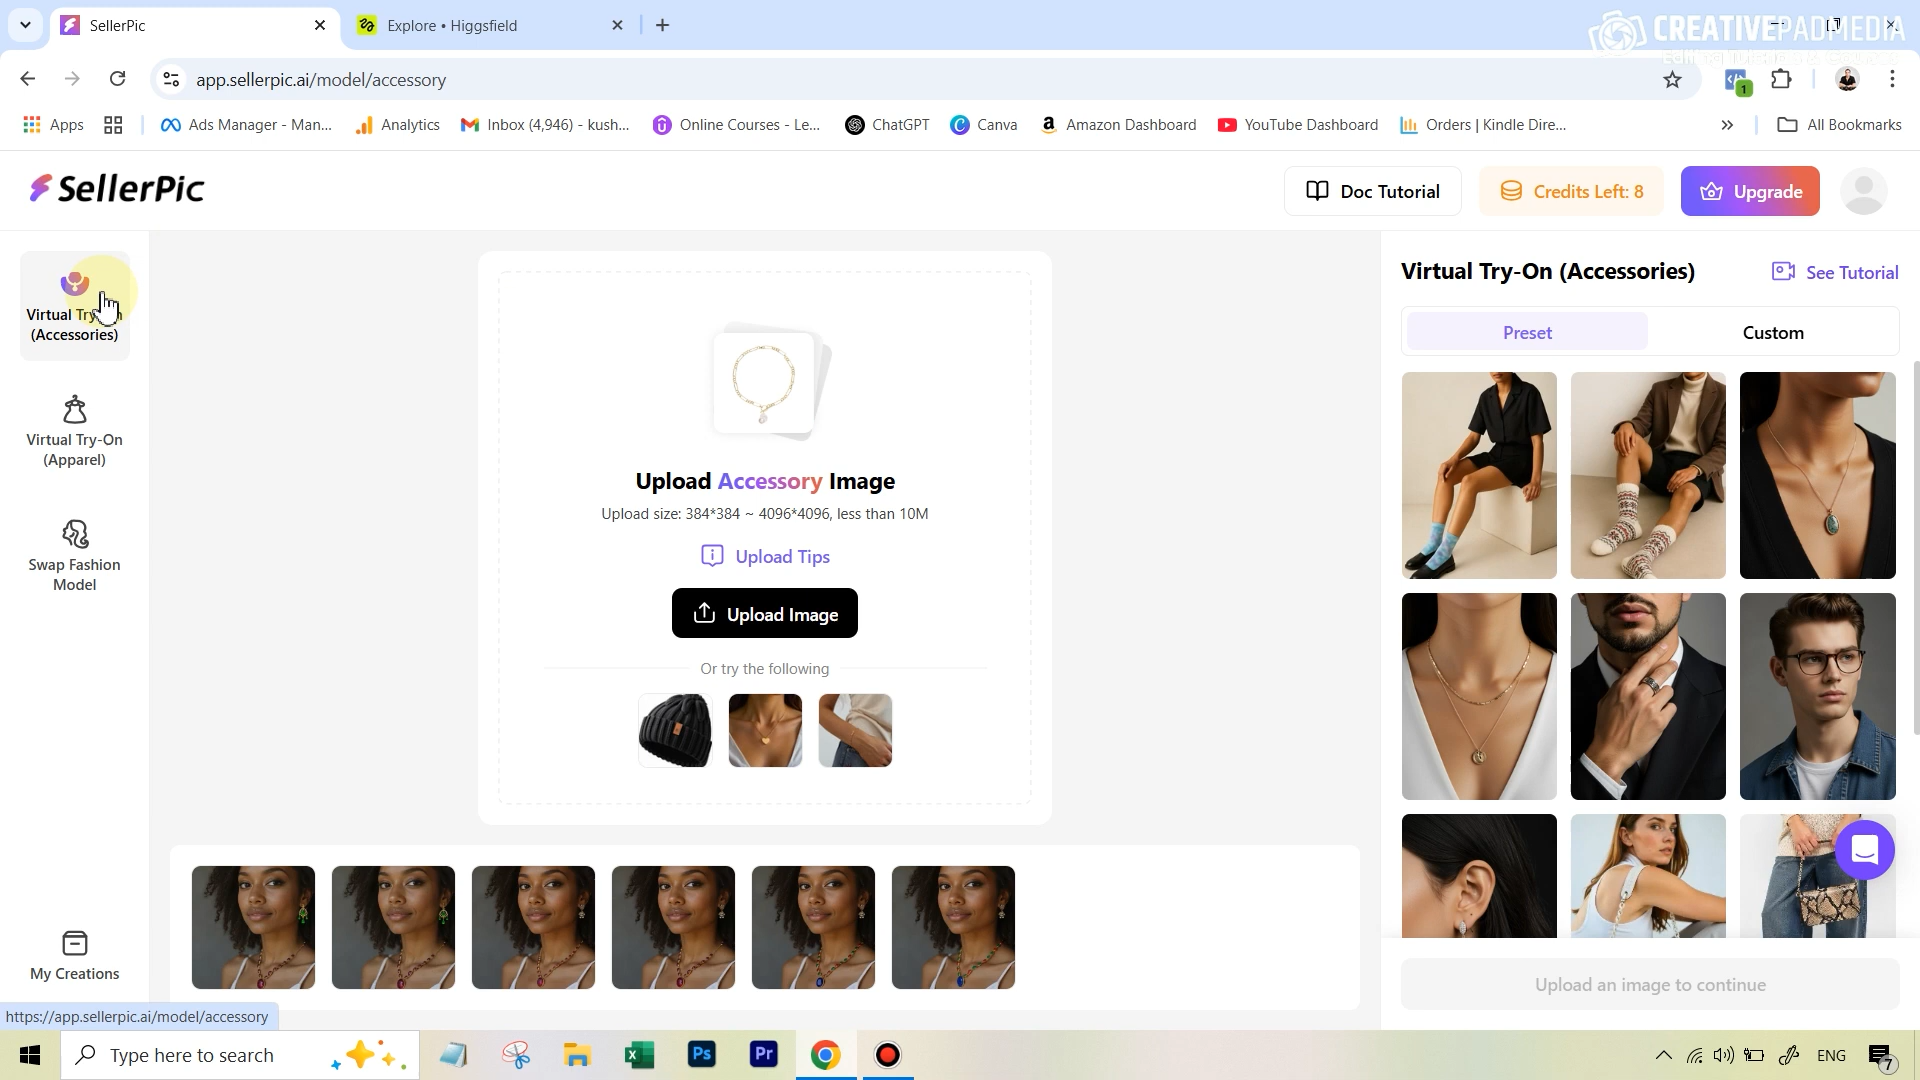 SellerPic
Explore • Higgsfield
CREATIVEPADMEDIA
app.sellerpic.ai/model/accessory
1
Apps
Ads Manager - Man...
Analytics
Inbox (4,946) - kush...
Online Courses - Le...
ChatGPT
Canva
Amazon Dashboard
YouTube Dashboard
Orders | Kindle Dire...
All Bookmarks
SellerPic
Doc Tutorial
Credits Left: 8
Upgrade
Virtual Try-On
(Accessories)
Virtual Try-On
(Apparel)
Swap Fashion
Model
My Creations
Upload Accessory Image
Upload size: 384*384 ~ 4096*4096, less than 10M
Upload Tips
Upload Image
Or try the following
Virtual Try-On (Accessories)
See Tutorial
Preset
Custom
Upload an image to continue
https://app.sellerpic.ai/model/accessory
Type here to search
Ps
Pr
ENG
7